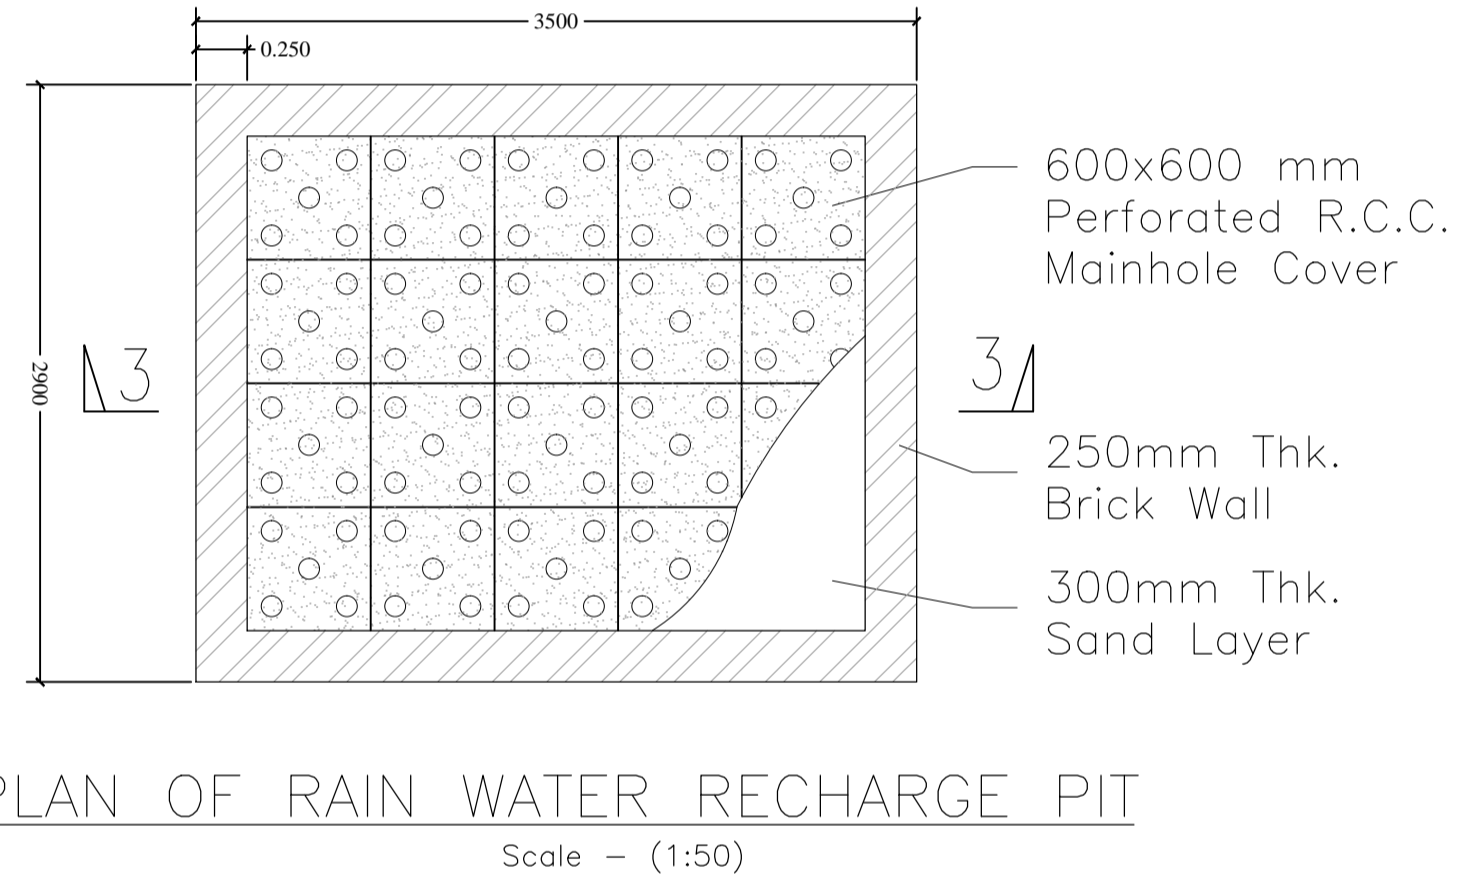 3500
0.250
2900
600x600 mm
Perforated R.C.C.
Mainhole Cover
3
3
250mm Thk.
Brick Wall
300mm Thk.
Sand Layer
PLAN OF RAIN WATER RECHARGE PIT
Scale - (1:50)